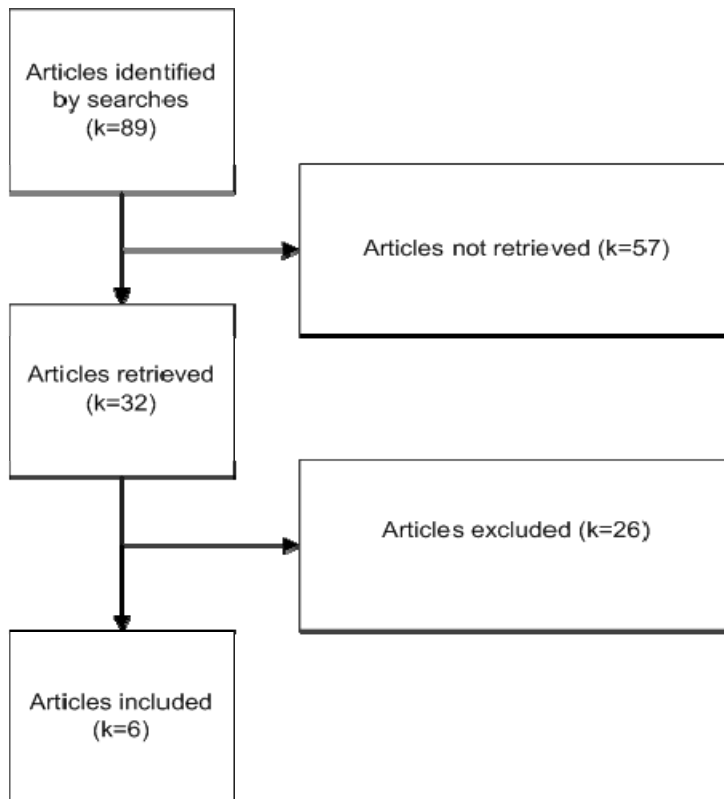 Articles identified
by searches
(k=89)
Articles not retrieved (k=57)
Articles retrieved
(k=32)
Articles excluded (k=26)
Articles included
(k=6)